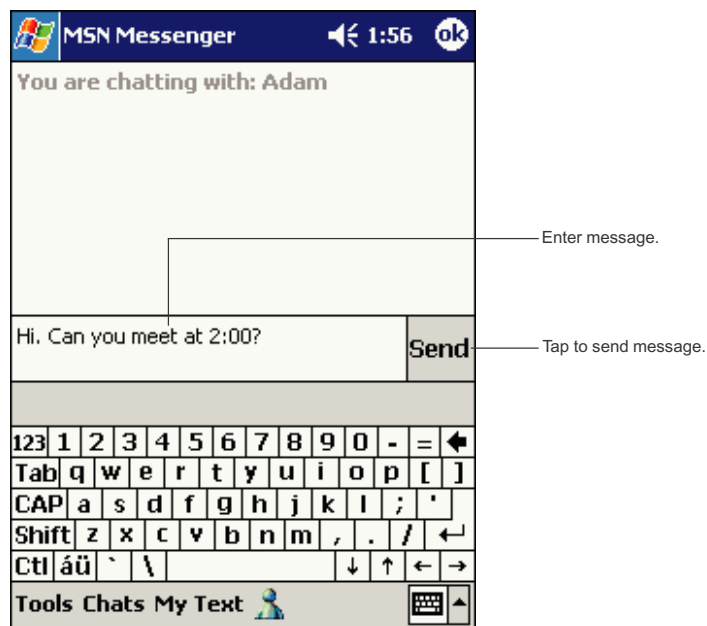 MSN Messenger 1:56 ok
You are chatting with: Adam
Enter message.
Hi. Can you meet at 2:00?
Send
Tap to send message.
123 1 2 3 4 5 6 7 8 9 0 - = 🡄
Tab q w e r t y u i o p [ ]
CAP a s d f g h j k l ; '
Shift z x c v b n m , . / ↵
Ctl áü ` \ ↓ ↑ ← →
Tools Chats My Text